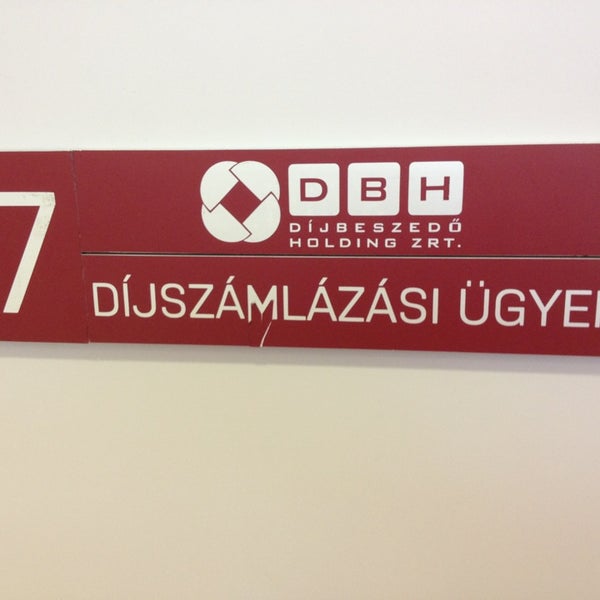 7
DBH
DÍJBESZEDŐ
HOLDING ZRT.
DÍJSZÁMLÁZÁSI ÜGYE